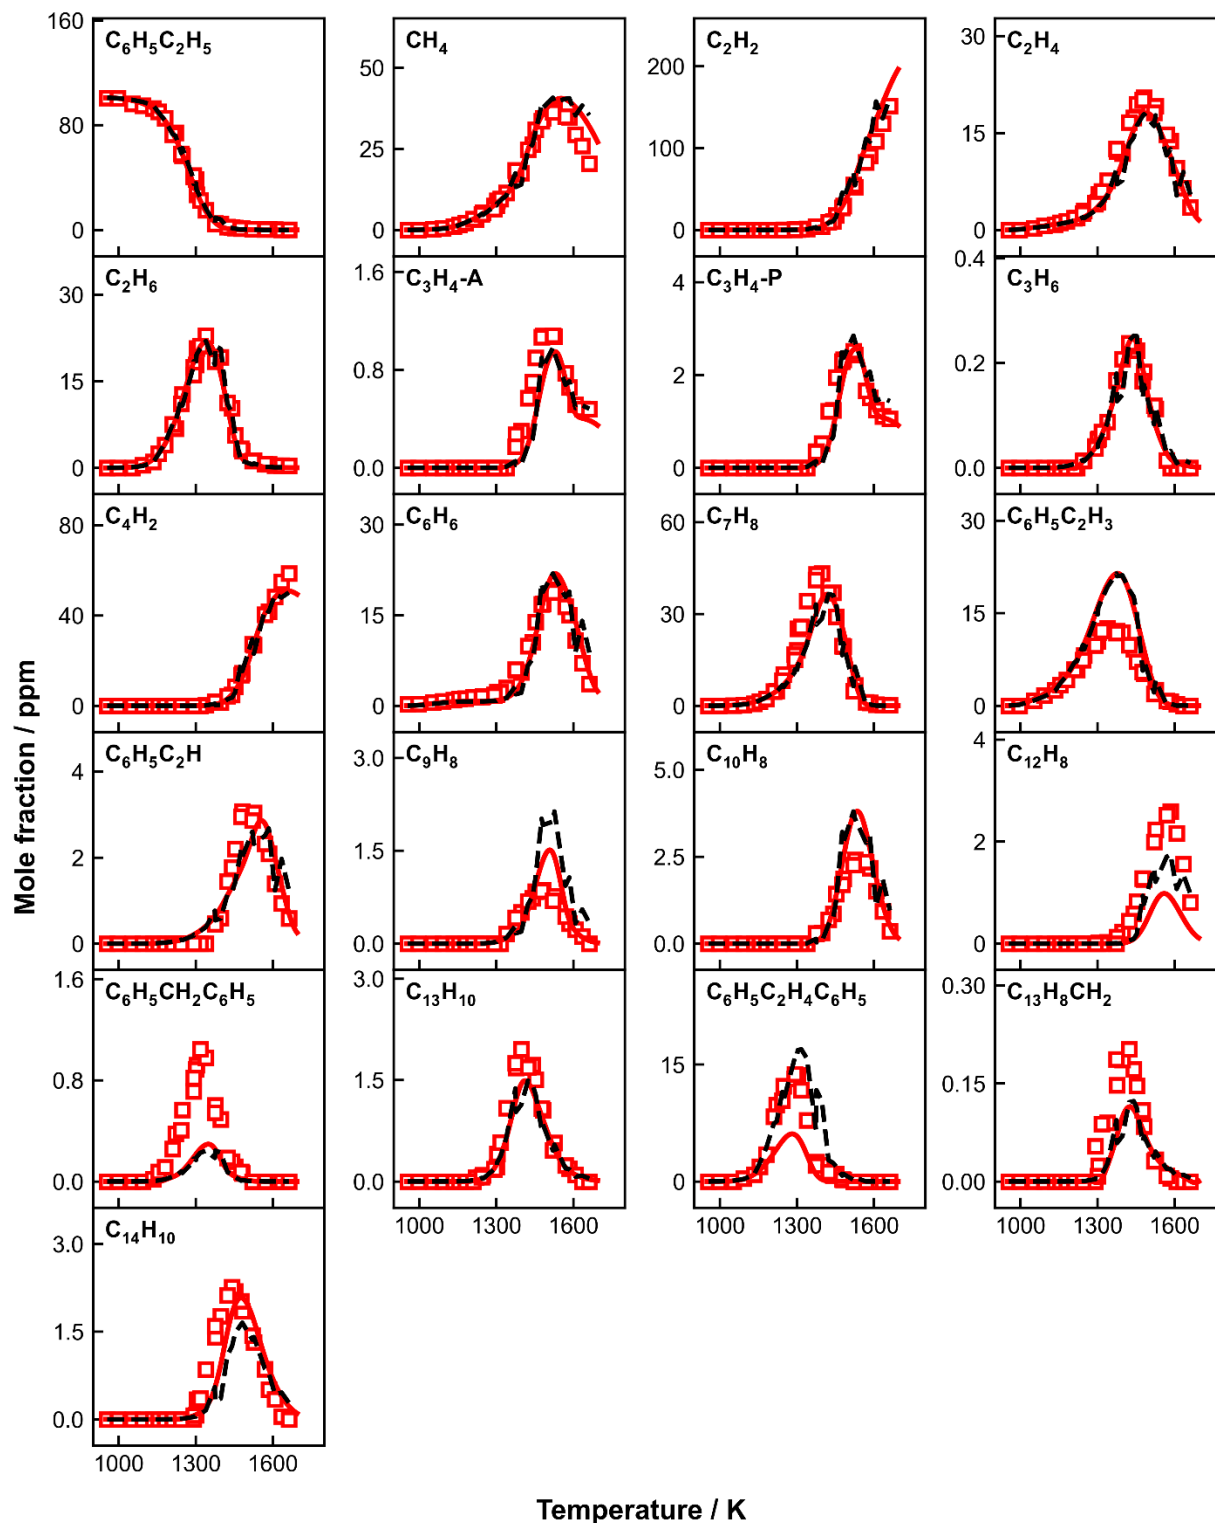 Mole fraction / ppm
C₆H₅C₂H₅
160
80
0
CH₄
50
25
0
C₂H₂
200
100
0
C₂H₄
30
15
0
C₂H₆
30
15
0
C₃H₄-A
1.6
0.8
0.0
C₃H₄-P
4
2
0
C₃H₆
0.4
0.2
0.0
C₄H₂
80
40
0
C₆H₆
30
15
0
C₇H₈
60
30
0
C₆H₅C₂H₃
30
15
0
C₆H₅C₂H
4
2
0
C₉H₈
3.0
1.5
0.0
C₁₀H₈
5.0
2.5
0.0
C₁₂H₈
4
2
0
C₆H₅CH₂C₆H₅
1.6
0.8
0.0
C₁₃H₁₀
3.0
1.5
0.0
1000 1300 1600
C₆H₅C₂H₄C₆H₅
15
0
1000 1300 1600
C₁₃H₈CH₂
0.30
0.15
0.00
1000 1300 1600
C₁₄H₁₀
3.0
1.5
0.0
1000 1300 1600
Temperature / K